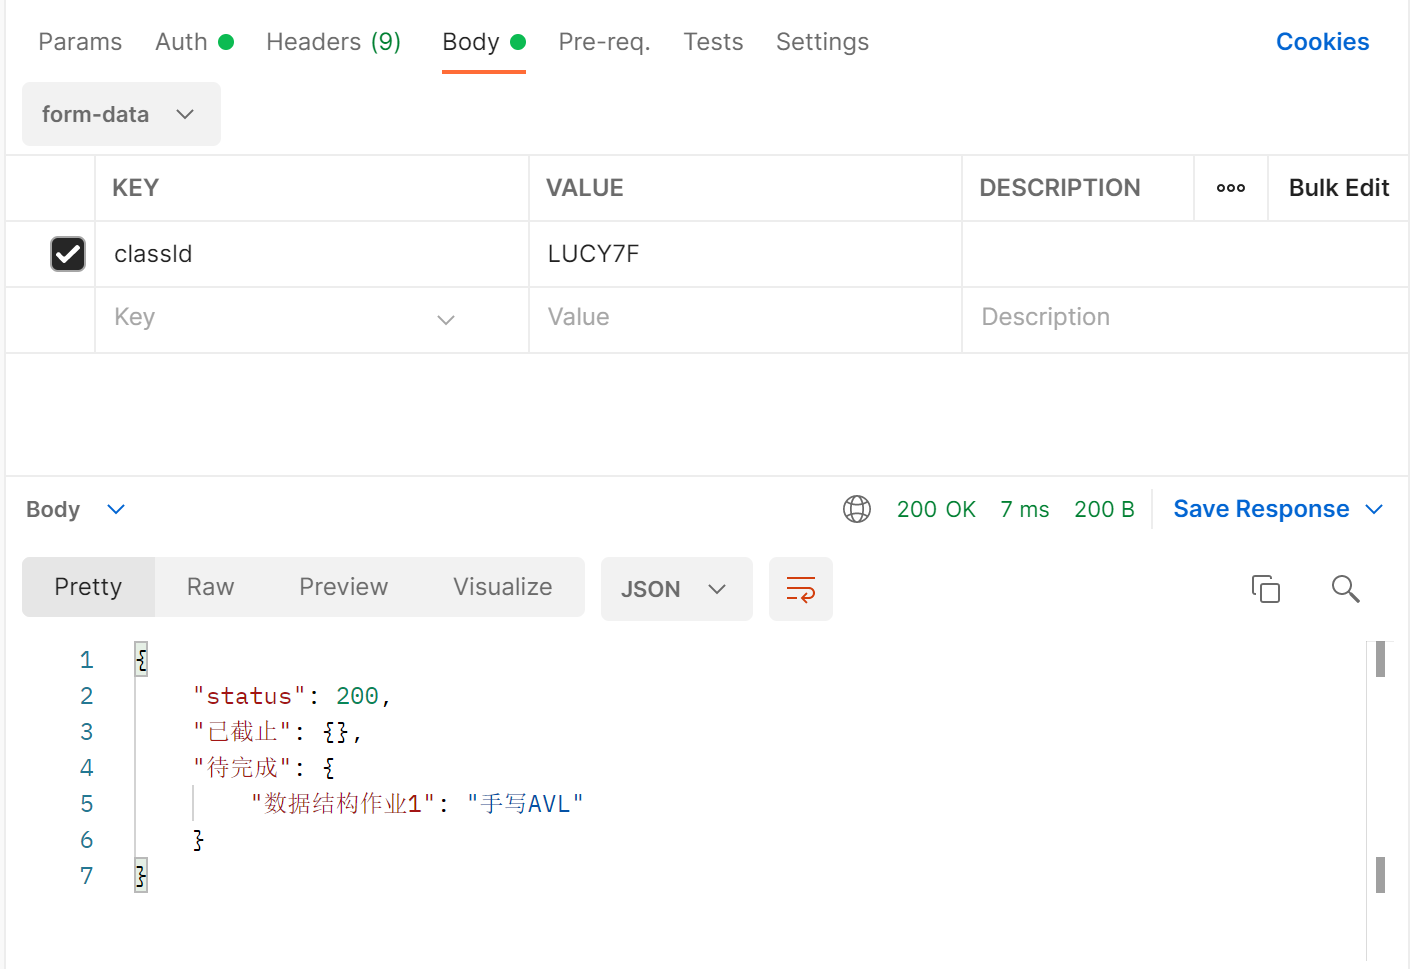 Params Auth Headers (9) Body Pre-req. Tests Settings Cookies
form-data
KEY VALUE DESCRIPTION ooo Bulk Edit
classId LUCY7F
Key Value Description
Body 200 OK 7 ms 200 B Save Response
Pretty Raw Preview Visualize JSON
1 {
2 "status": 200,
3 "已截止": {},
4 "待完成": {
5 "数据结构作业1": "手写AVL"
6 }
7 }